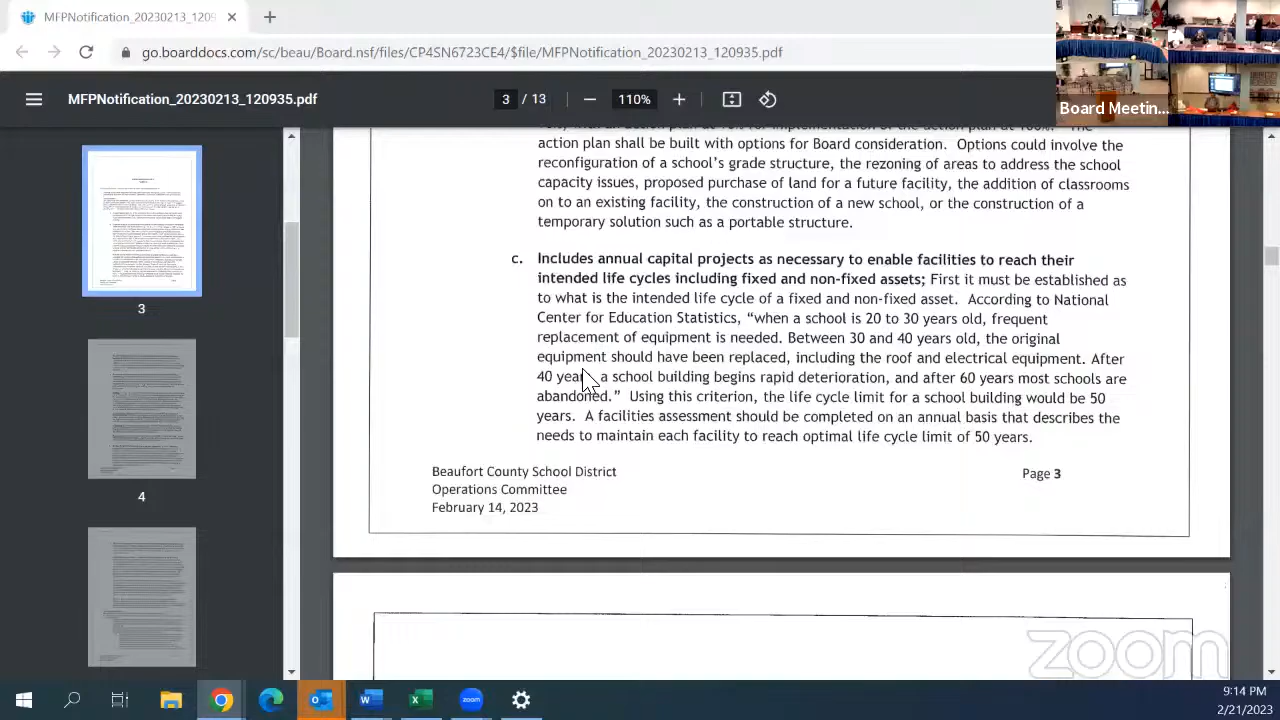 MFPNotification_20230213_1209
go.boarddocs.com/sc/beau/Board
MFPNotification_20230213_120935.pdf
Board Meetin...
MFPNotification_20230213_120935.pdf
3 /
110%
action plan shall be built with options for Board consideration. Options could involve the
reconfiguration of a school's grade structure, the rezoning of areas to address the school
capacity issues, proposed purchase of land for a future facility, the addition of classrooms
on to an existing facility, the construction of a new school, or the construction of a
temporary solution such as a portable structure.
c. Includes annual capital projects as necessary to enable facilities to reach their
intended life cycles including fixed and non-fixed assets; First it must be established as
to what is the intended life cycle of a fixed and non-fixed asset. According to National
Center for Education Statistics, "when a school is 20 to 30 years old, frequent
replacement of equipment is needed. Between 30 and 40 years old, the original
equipment should have been replaced, including the roof and electrical equipment. After
40 school building begins rapid deterioration, and after 60 years most schools are
abandoned." Using this criterion, the life cycle limit for a school building would be 50
years. A facilities assessment should be completed on an annual basis that describes the
needs to maintain each facility to reach optimal life cycle limit of 50 years.
Beaufort County School District
Operations Committee
February 14, 2023
Page 3
3
4
zoom
zoom
9:14 PM
2/21/2023